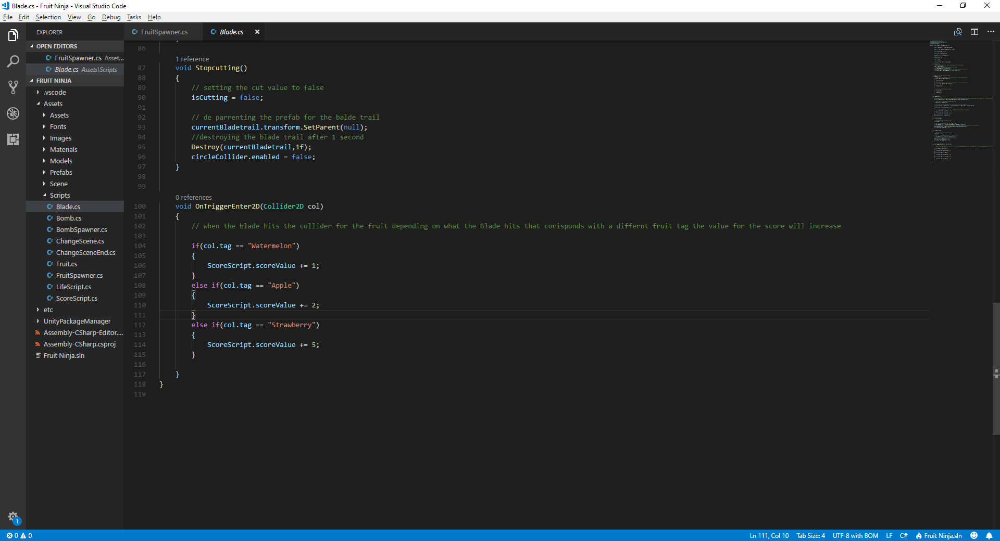 Blade.cs - Fruit Ninja - Visual Studio Code
File Edit Selection View Go Debug Tasks Help
EXPLORER
OPEN EDITORS
FruitSpawner.cs Asset...
Blade.cs Assets\Scripts
FRUIT NINJA
.vscode
Assets
Assets
Fonts
Images
Materials
Models
Prefabs
Scene
Scripts
Blade.cs
Bomb.cs
BombSpawner.cs
ChangeScene.cs
ChangeSceneEnd.cs
Fruit.cs
FruitSpawner.cs
LifeScript.cs
ScoreScript.cs
etc
UnityPackageManager
Assembly-CSharp-Editor....
Assembly-CSharp.csproj
Fruit Ninja.sln
1
FruitSpawner.cs Blade.cs
86
1 reference
87 void Stopcutting()
88 {
89 // setting the cut value to false
90 isCutting = false;
91
92 // de parrenting the prefab for the balde trail
93 currentBladetrail.transform.SetParent(null);
94 //destroying the blade trail after 1 second
95 Destroy(currentBladetrail,1f);
96 circleCollider.enabled = false;
97 }
98
99
0 references
100 void OnTriggerEnter2D(Collider2D col)
101 {
102 // when the blade hits the collider for the fruit depending on what the Blade hits that corisponds with a differnt fruit tag the value for the score will increase
103
104 if(col.tag == "Watermelon")
105 {
106 ScoreScript.scoreValue += 1;
107 }
108 else if(col.tag == "Apple")
109 {
110 ScoreScript.scoreValue += 2;
111 }
112 else if(col.tag == "Strawberry")
113 {
114 ScoreScript.scoreValue += 5;
115 }
116
117 }
118 }
119
0 0 Ln 111, Col 10 Tab Size: 4 UTF-8 with BOM LF C# Fruit Ninja.sln